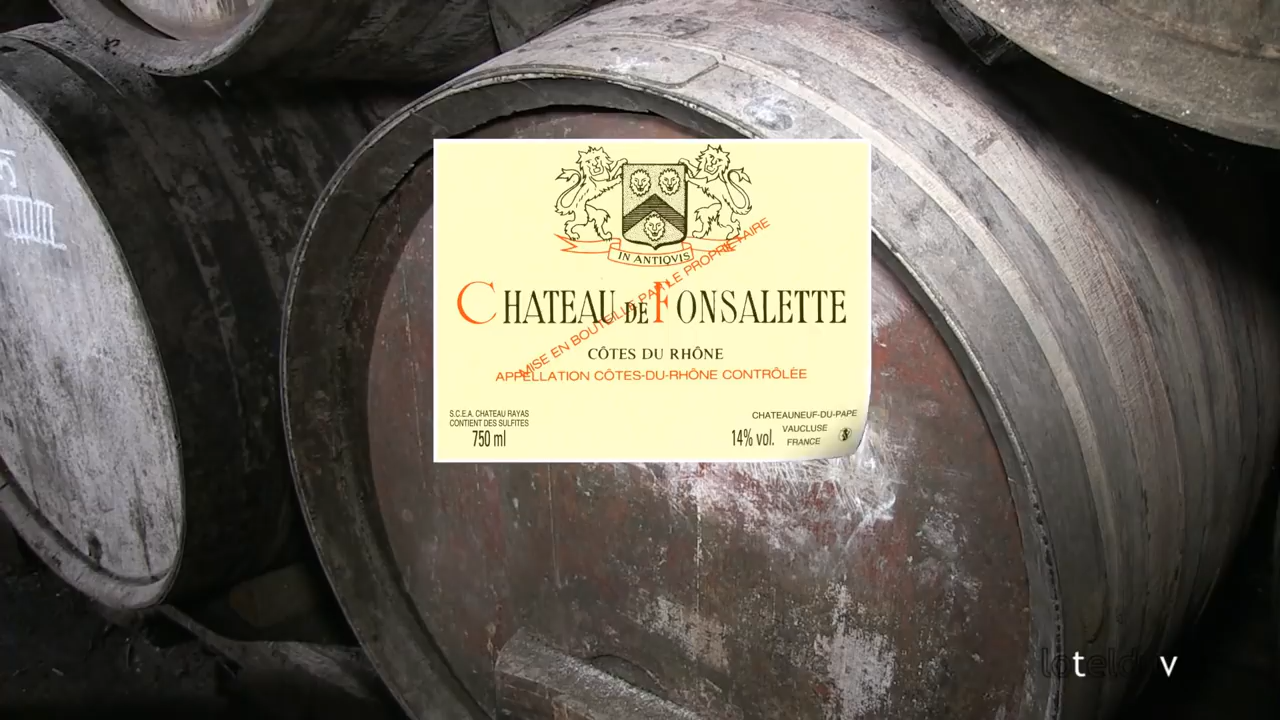 IN ANTIQVIS
MISE EN BOUTEILLE PAR LE PROPRIÉTAIRE
CHATEAU DE FONSALETTE
CÔTES DU RHÔNE
APPELLATION CÔTES-DU-RHÔNE CONTRÔLÉE
S.C.E.A. CHATEAU RAYAS
CONTIENT DES SULFITES
750 ml
CHATEAUNEUF-DU-PAPE
14% vol. VAUCLUSE
FRANCE